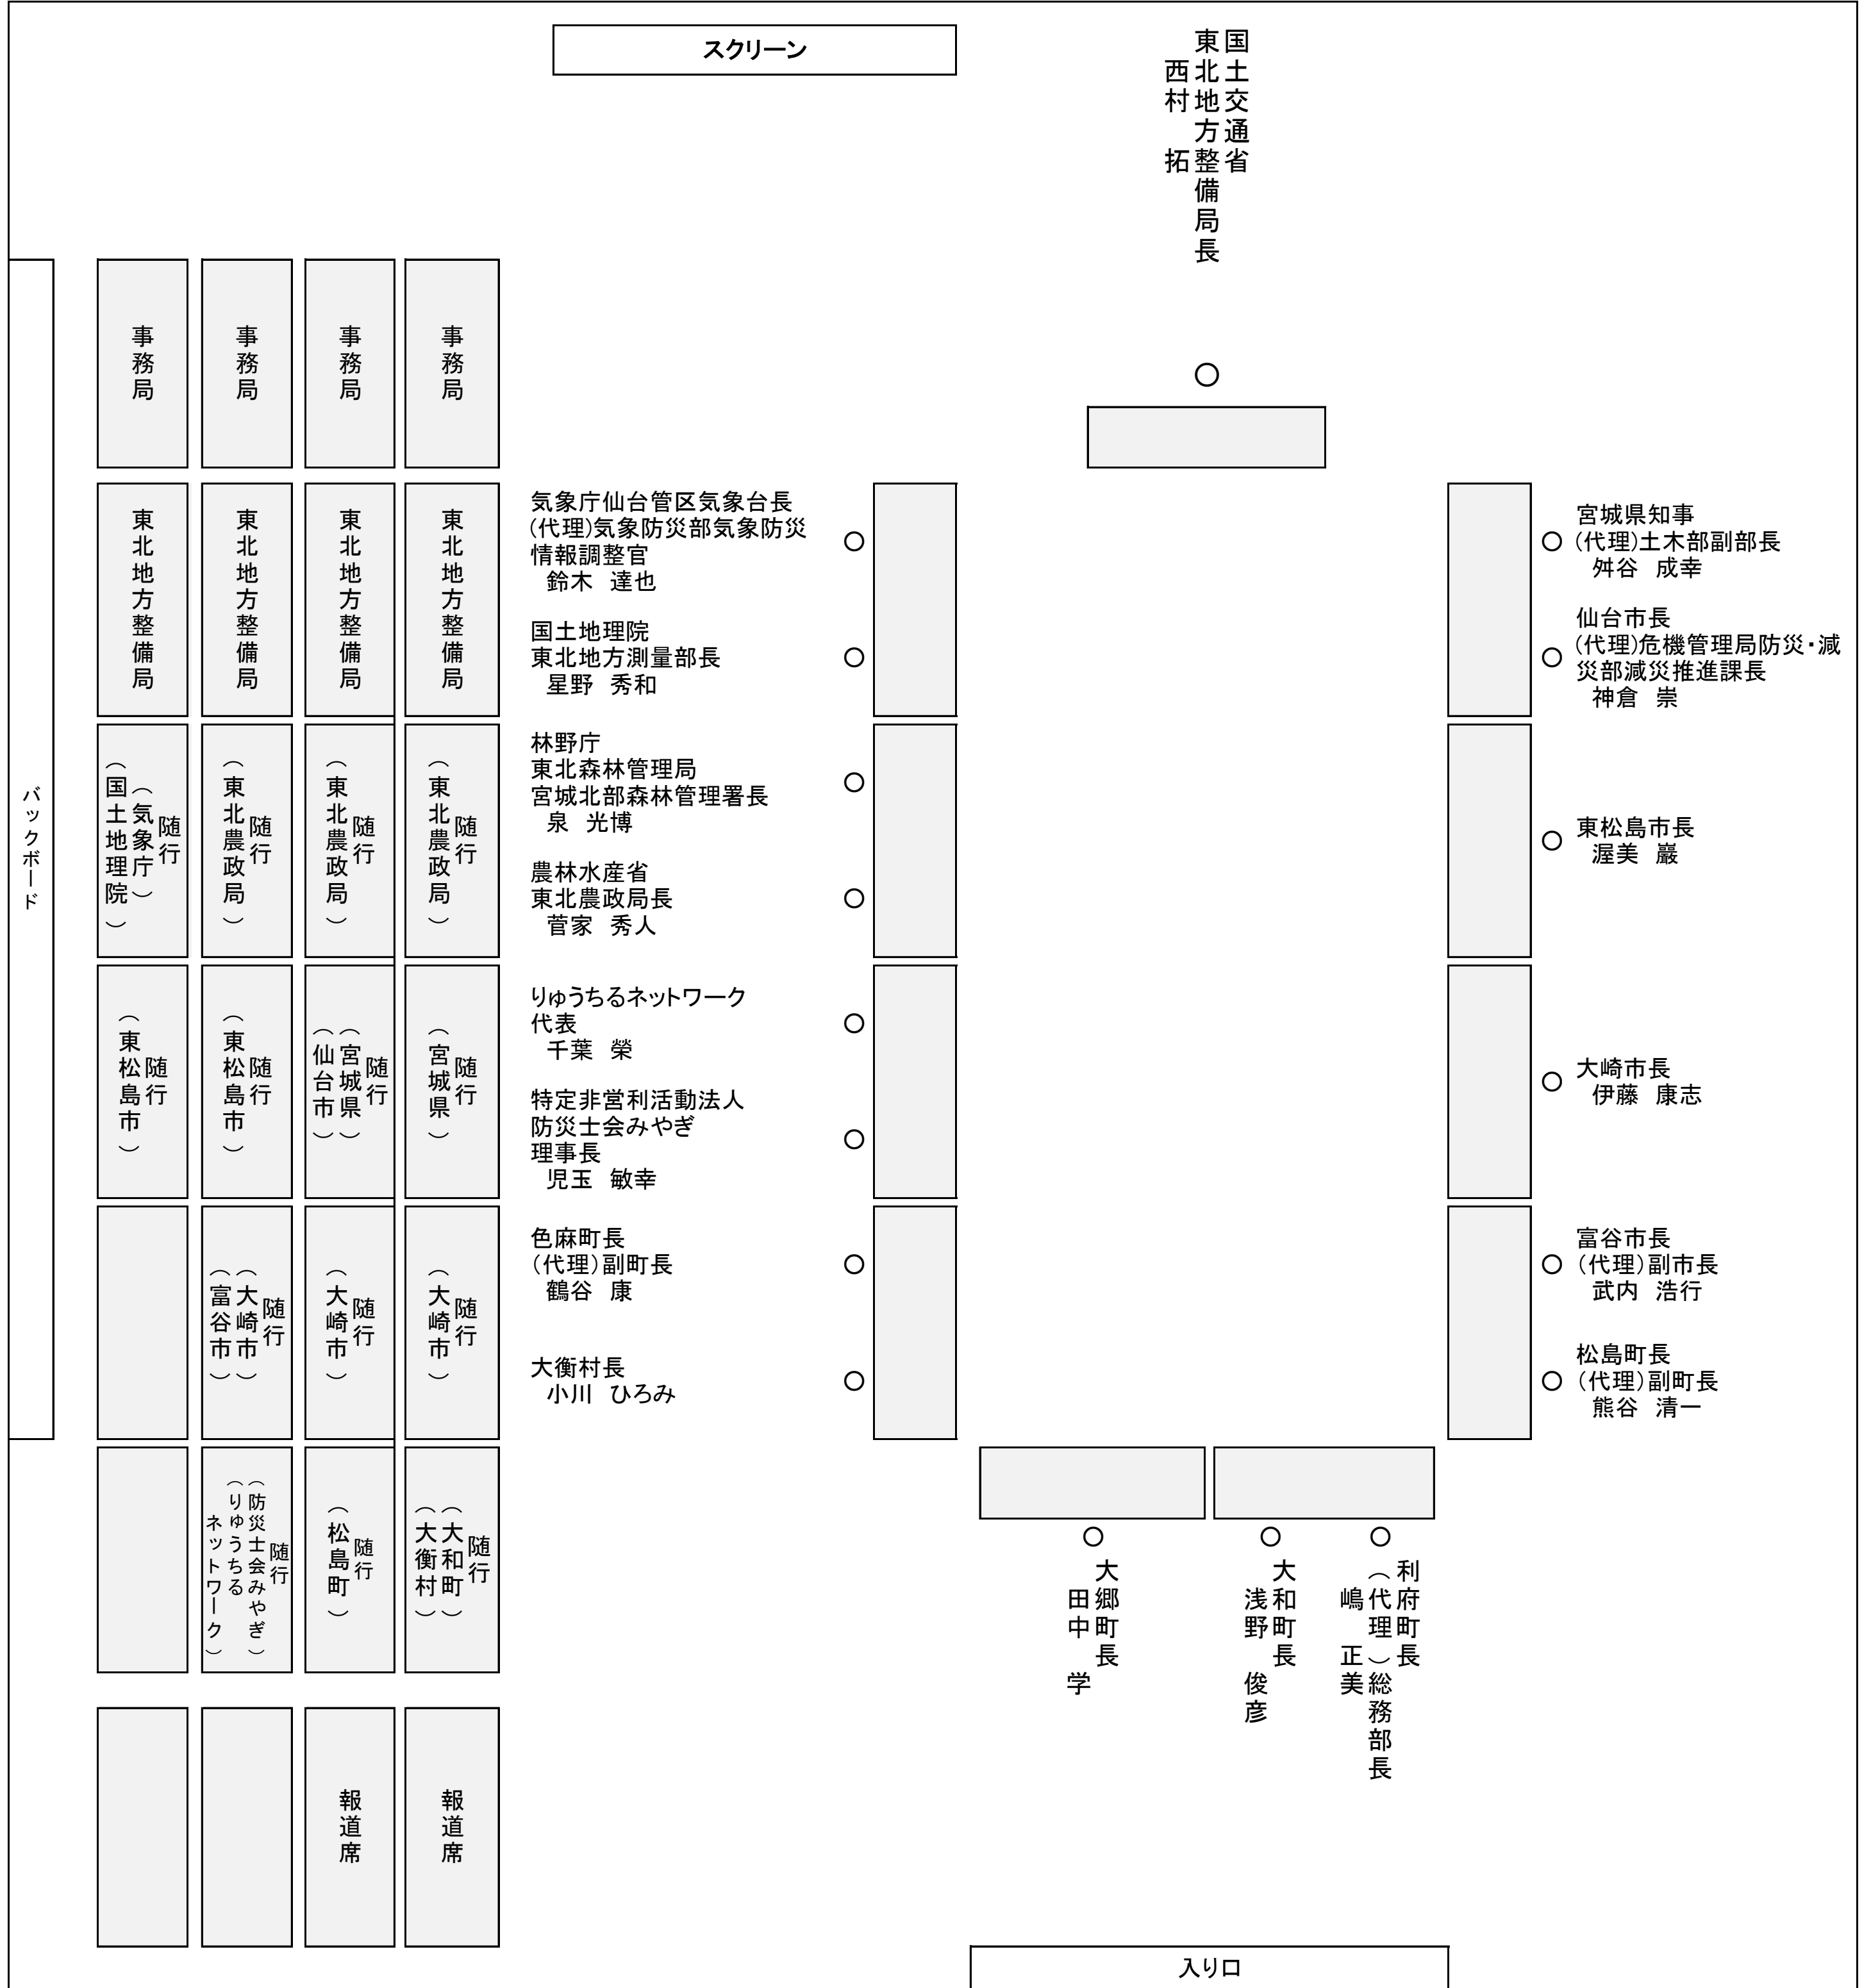 スクリーン
国土交通省
東北地方整備局長
西村　拓
バックボード
事務局
事務局
事務局
事務局
東北地方整備局
東北地方整備局
東北地方整備局
東北地方整備局
随行
（気象庁）
（国土地理院）
随行
（東北農政局）
随行
（東北農政局）
随行
（東北農政局）
随行
（東松島市）
随行
（東松島市）
随行
（宮城県）
（仙台市）
随行
（宮城県）
随行
（大崎市）
（富谷市）
随行
（大崎市）
随行
（大崎市）
随行
（防災士会みやぎ）
（りゅうちる
ネットワーク）
随行
（松島町）
随行
（大和町）
（大衡村）
報道席
報道席
気象庁仙台管区気象台長
(代理)気象防災部気象防災
情報調整官
鈴木　達也
国土地理院
東北地方測量部長
星野　秀和
林野庁
東北森林管理局
宮城北部森林管理署長
泉　光博
農林水産省
東北農政局長
菅家　秀人
りゅうちるネットワーク
代表
千葉　榮
特定非営利活動法人
防災士会みやぎ
理事長
児玉　敏幸
色麻町長
(代理)副町長
鶴谷　康
大衡村長
小川　ひろみ
宮城県知事
(代理)土木部副部長
舛谷　成幸
仙台市長
(代理)危機管理局防災・減
災部減災推進課長
神倉　崇
東松島市長
渥美　巖
大崎市長
伊藤　康志
富谷市長
（代理）副市長
武内　浩行
松島町長
（代理）副町長
熊谷　清一
利府町長
（代理）総務部長
嶋　正美
大和町長
浅野　俊彦
大郷町長
田中　学
入り口